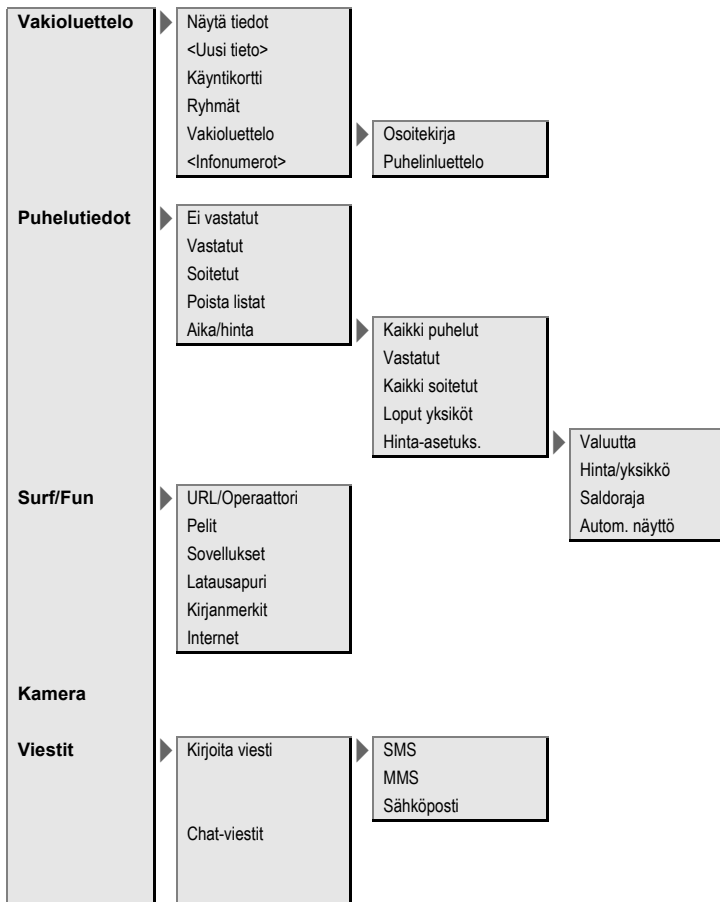 Vakioluettelo
Näytä tiedot
<Uusi tieto>
Käyntikortti
Ryhmät
Vakioluettelo
<Infonumerot>
Osoitekirja
Puhelinluettelo
Puhelutiedot
Ei vastatut
Vastatut
Soitetut
Poista listat
Aika/hinta
Kaikki puhelut
Vastatut
Kaikki soitetut
Loput yksiköt
Hinta-asetuks.
Valuutta
Hinta/yksikkö
Saldoraja
Autom. näyttö
Surf/Fun
URL/Operaattori
Pelit
Sovellukset
Latausapuri
Kirjanmerkit
Internet
Kamera
Viestit
Kirjoita viesti
SMS
MMS
Sähköposti
Chat-viestit